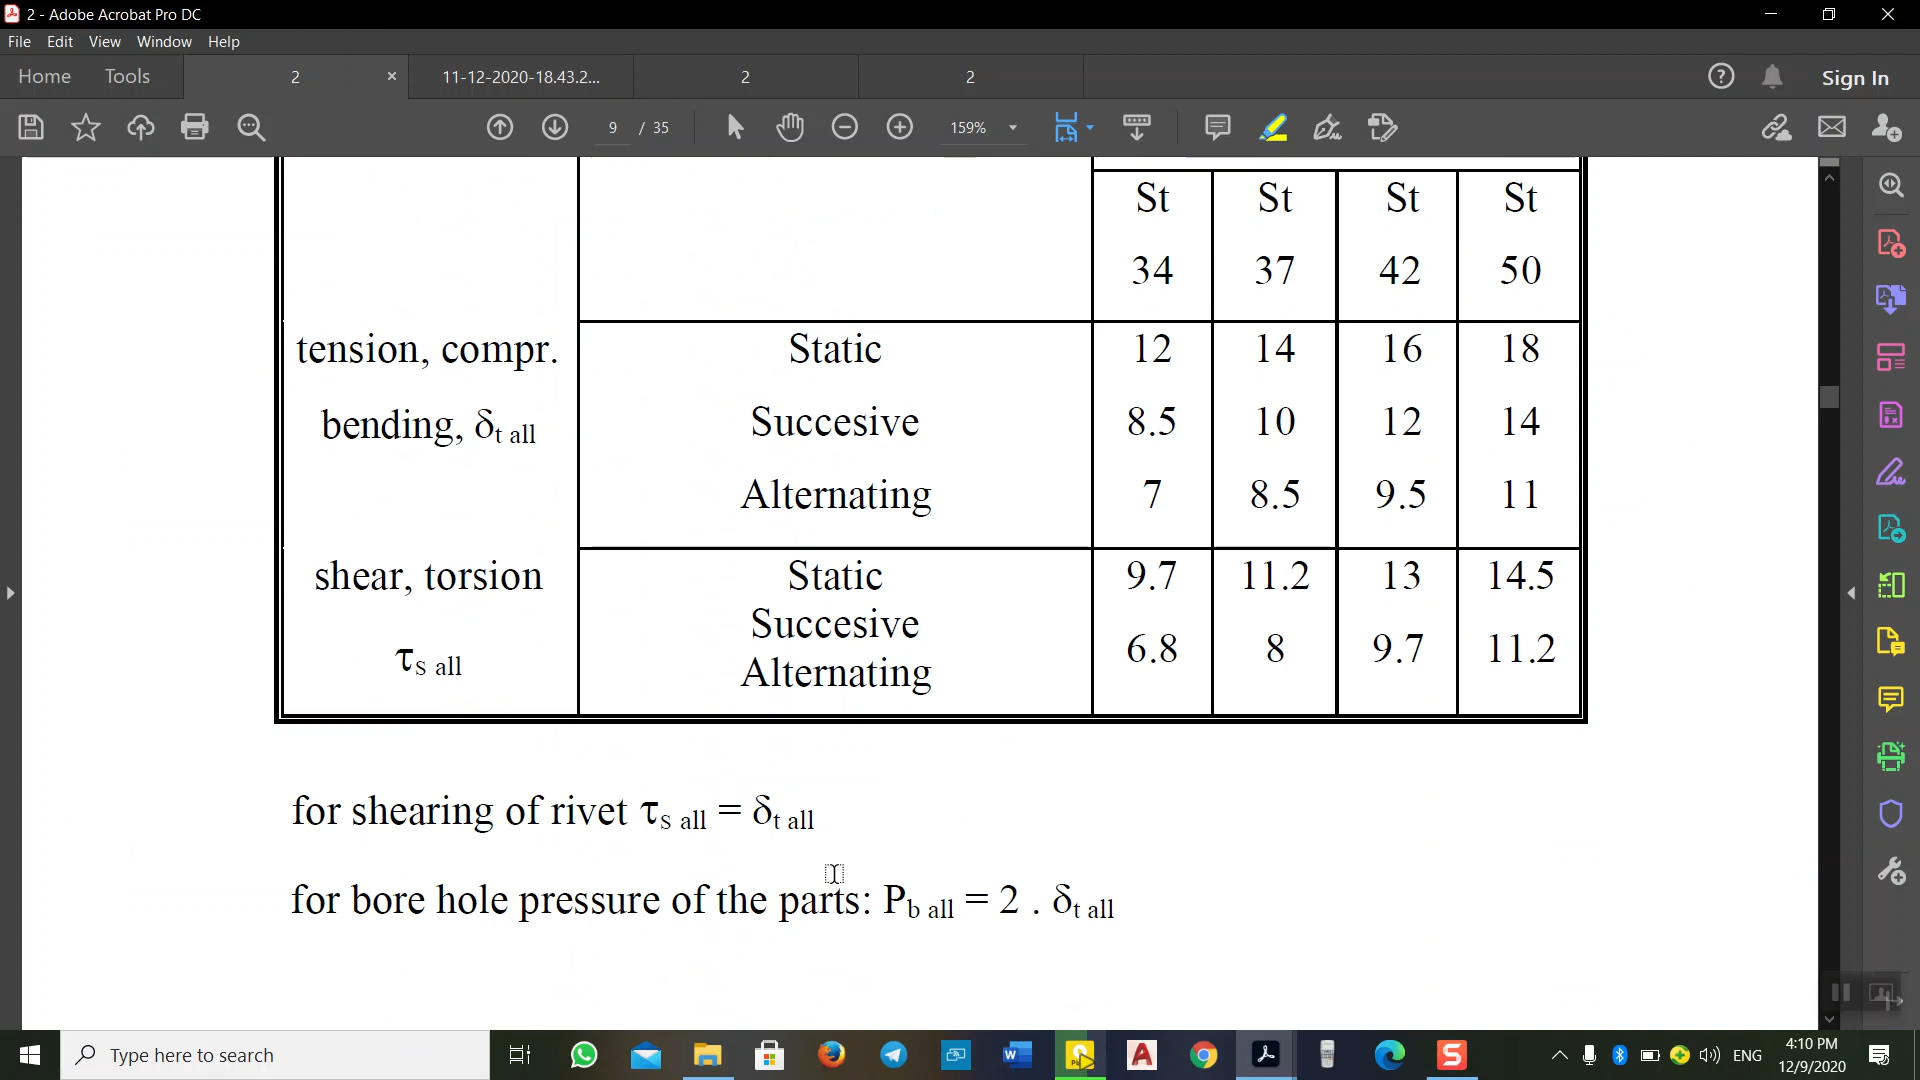 2 - Adobe Acrobat Pro DC
File Edit View Window Help
Home Tools 2 × 11-12-2020-18.43.2... 2 2 Sign In
9 / 35 159%
St St St St
34 37 42 50
tension, compr. Static 12 14 16 18
bending, δt all Succesive 8.5 10 12 14
Alternating 7 8.5 9.5 11
shear, torsion Static 9.7 11.2 13 14.5
Succesive
τS all 6.8 8 9.7 11.2
Alternating
for shearing of rivet τS all = δt all
for bore hole pressure of the parts: Pb all = 2 . δt all
Type here to search
ENG
4:10 PM
12/9/2020